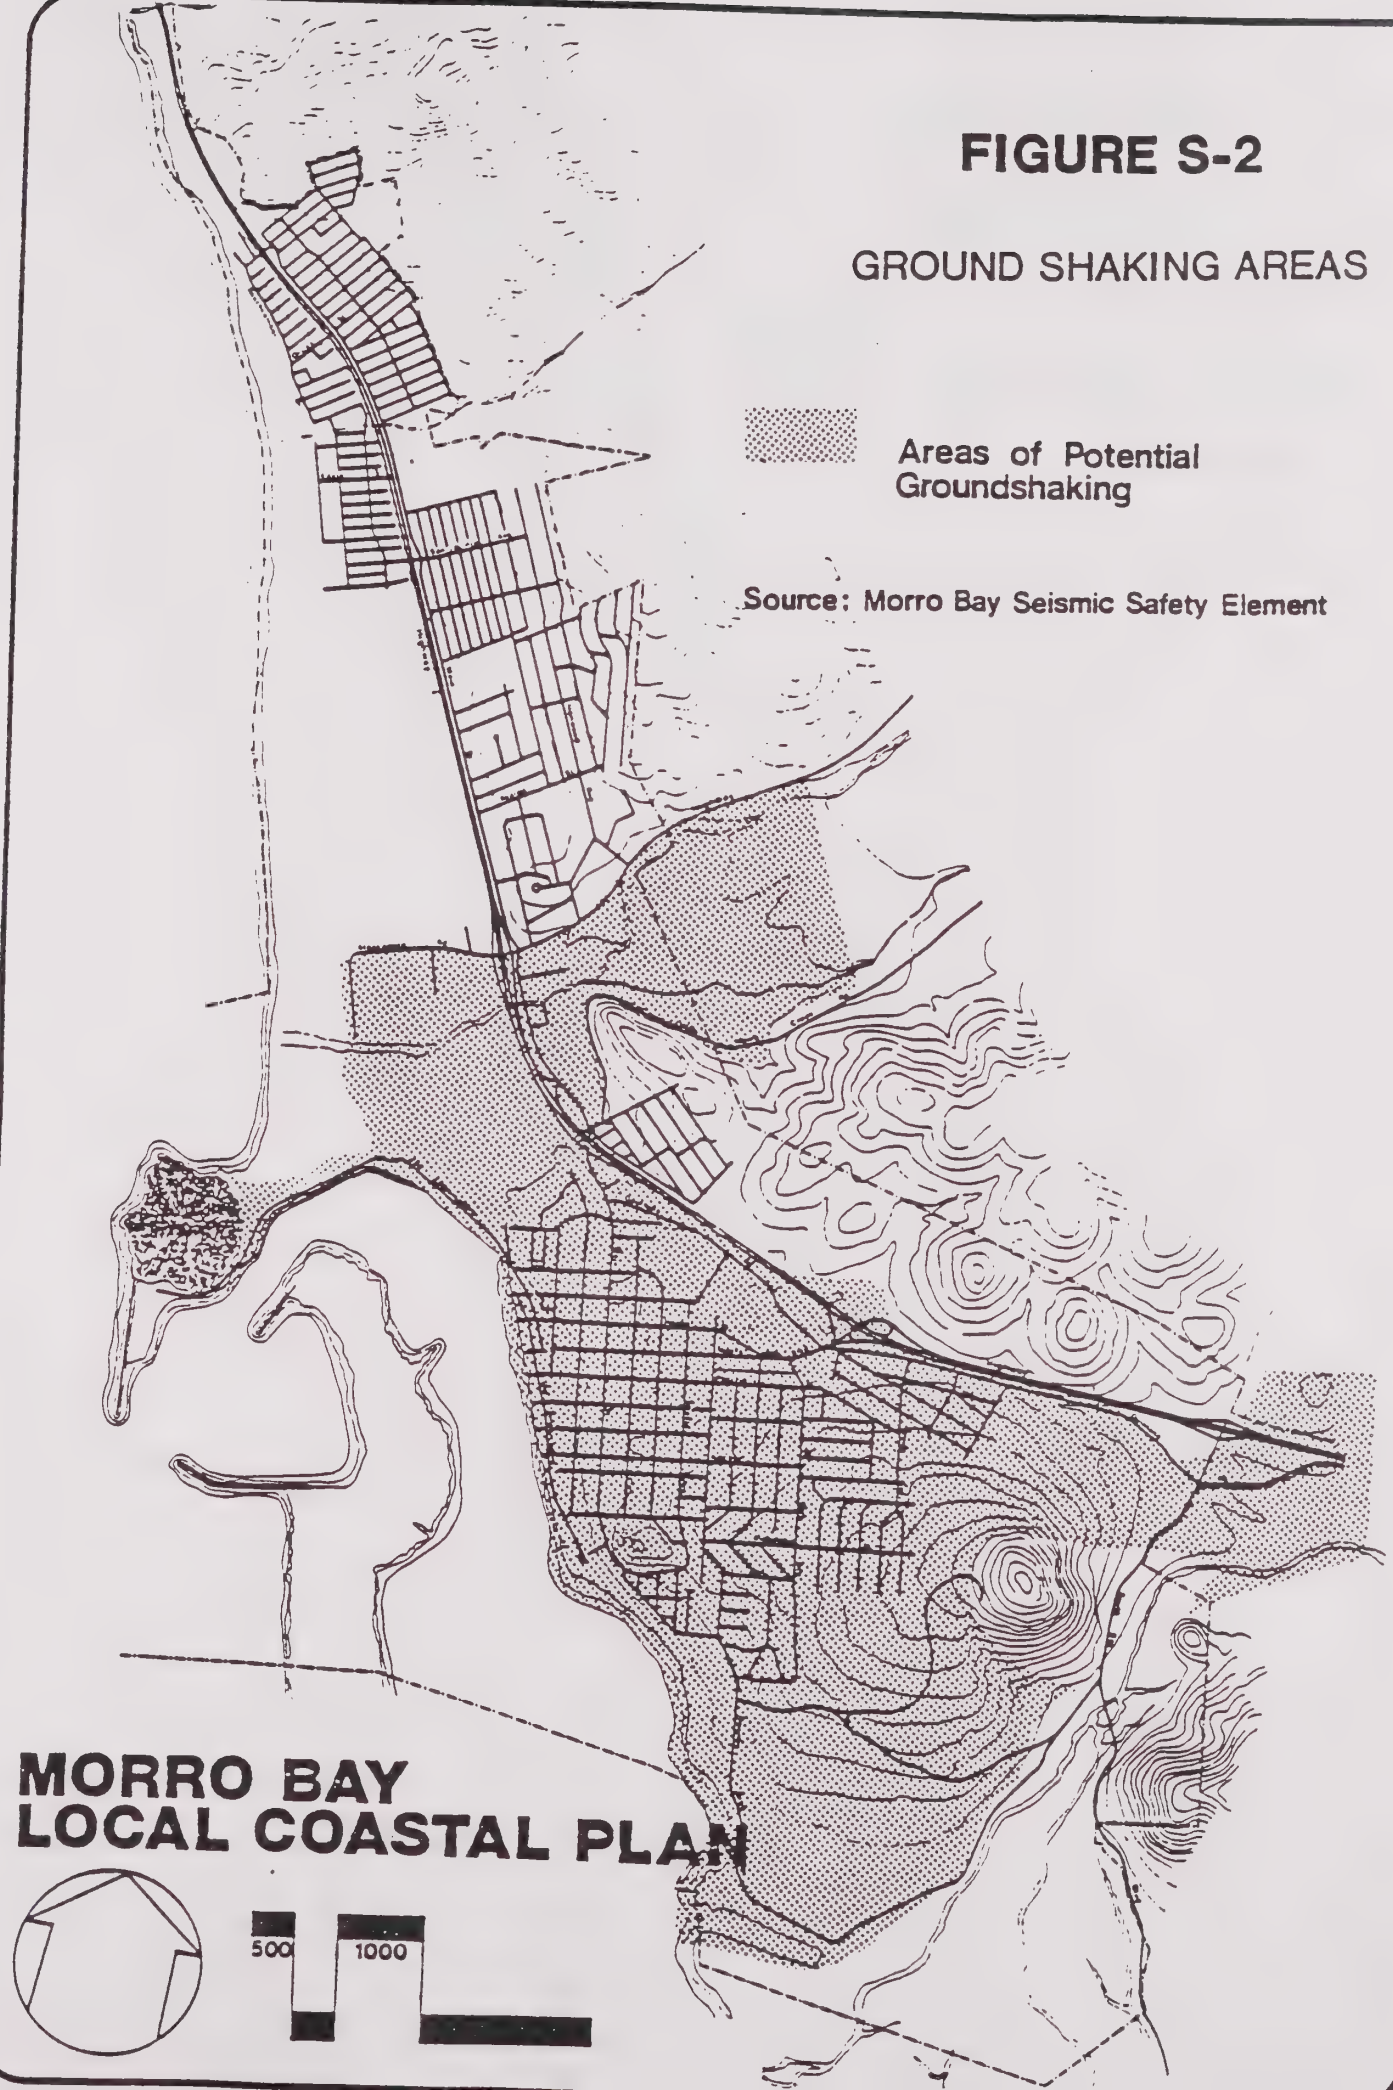 FIGURE S-2
GROUND SHAKING AREAS
Areas of Potential
Groundshaking
Source: Morro Bay Seismic Safety Element
MORRO BAY
LOCAL COASTAL PLAN
500
1000